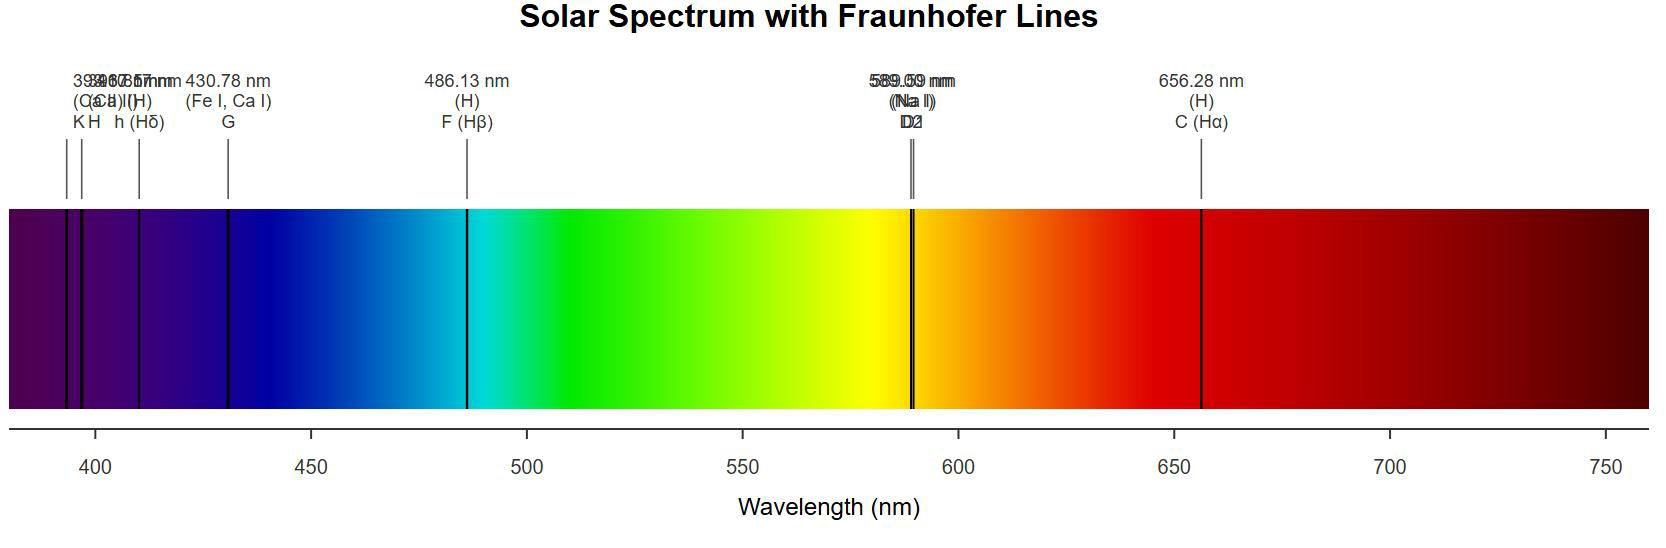 Solar Spectrum with Fraunhofer Lines
430.78 nm
(Fe I, Ca I)
G
486.13 nm
(H)
F (Hβ)
656.28 nm
(H)
C (Hα)
K
H
h (Hδ)
400 450 500 550 600 650 700 750
Wavelength (nm)